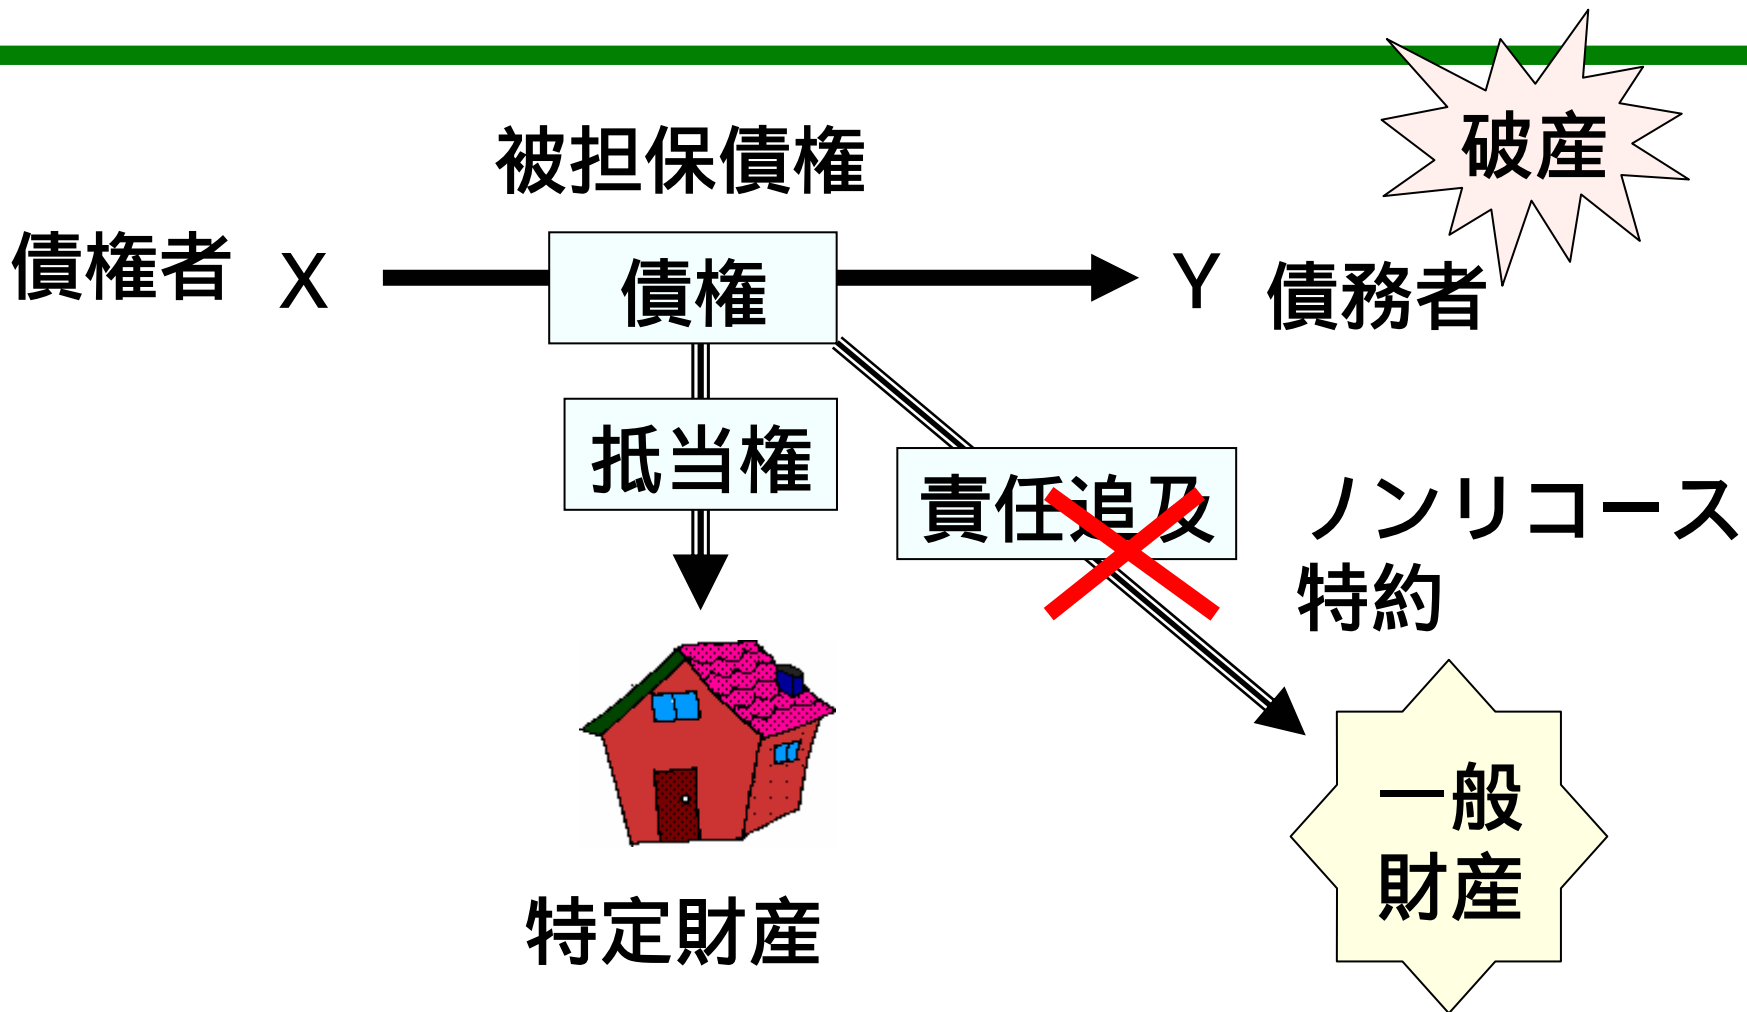 破産
被担保債権
債権者 X
債権
Y 債務者
抵当権
責任追及
ノンリコース
特約
一般
財産
特定財産